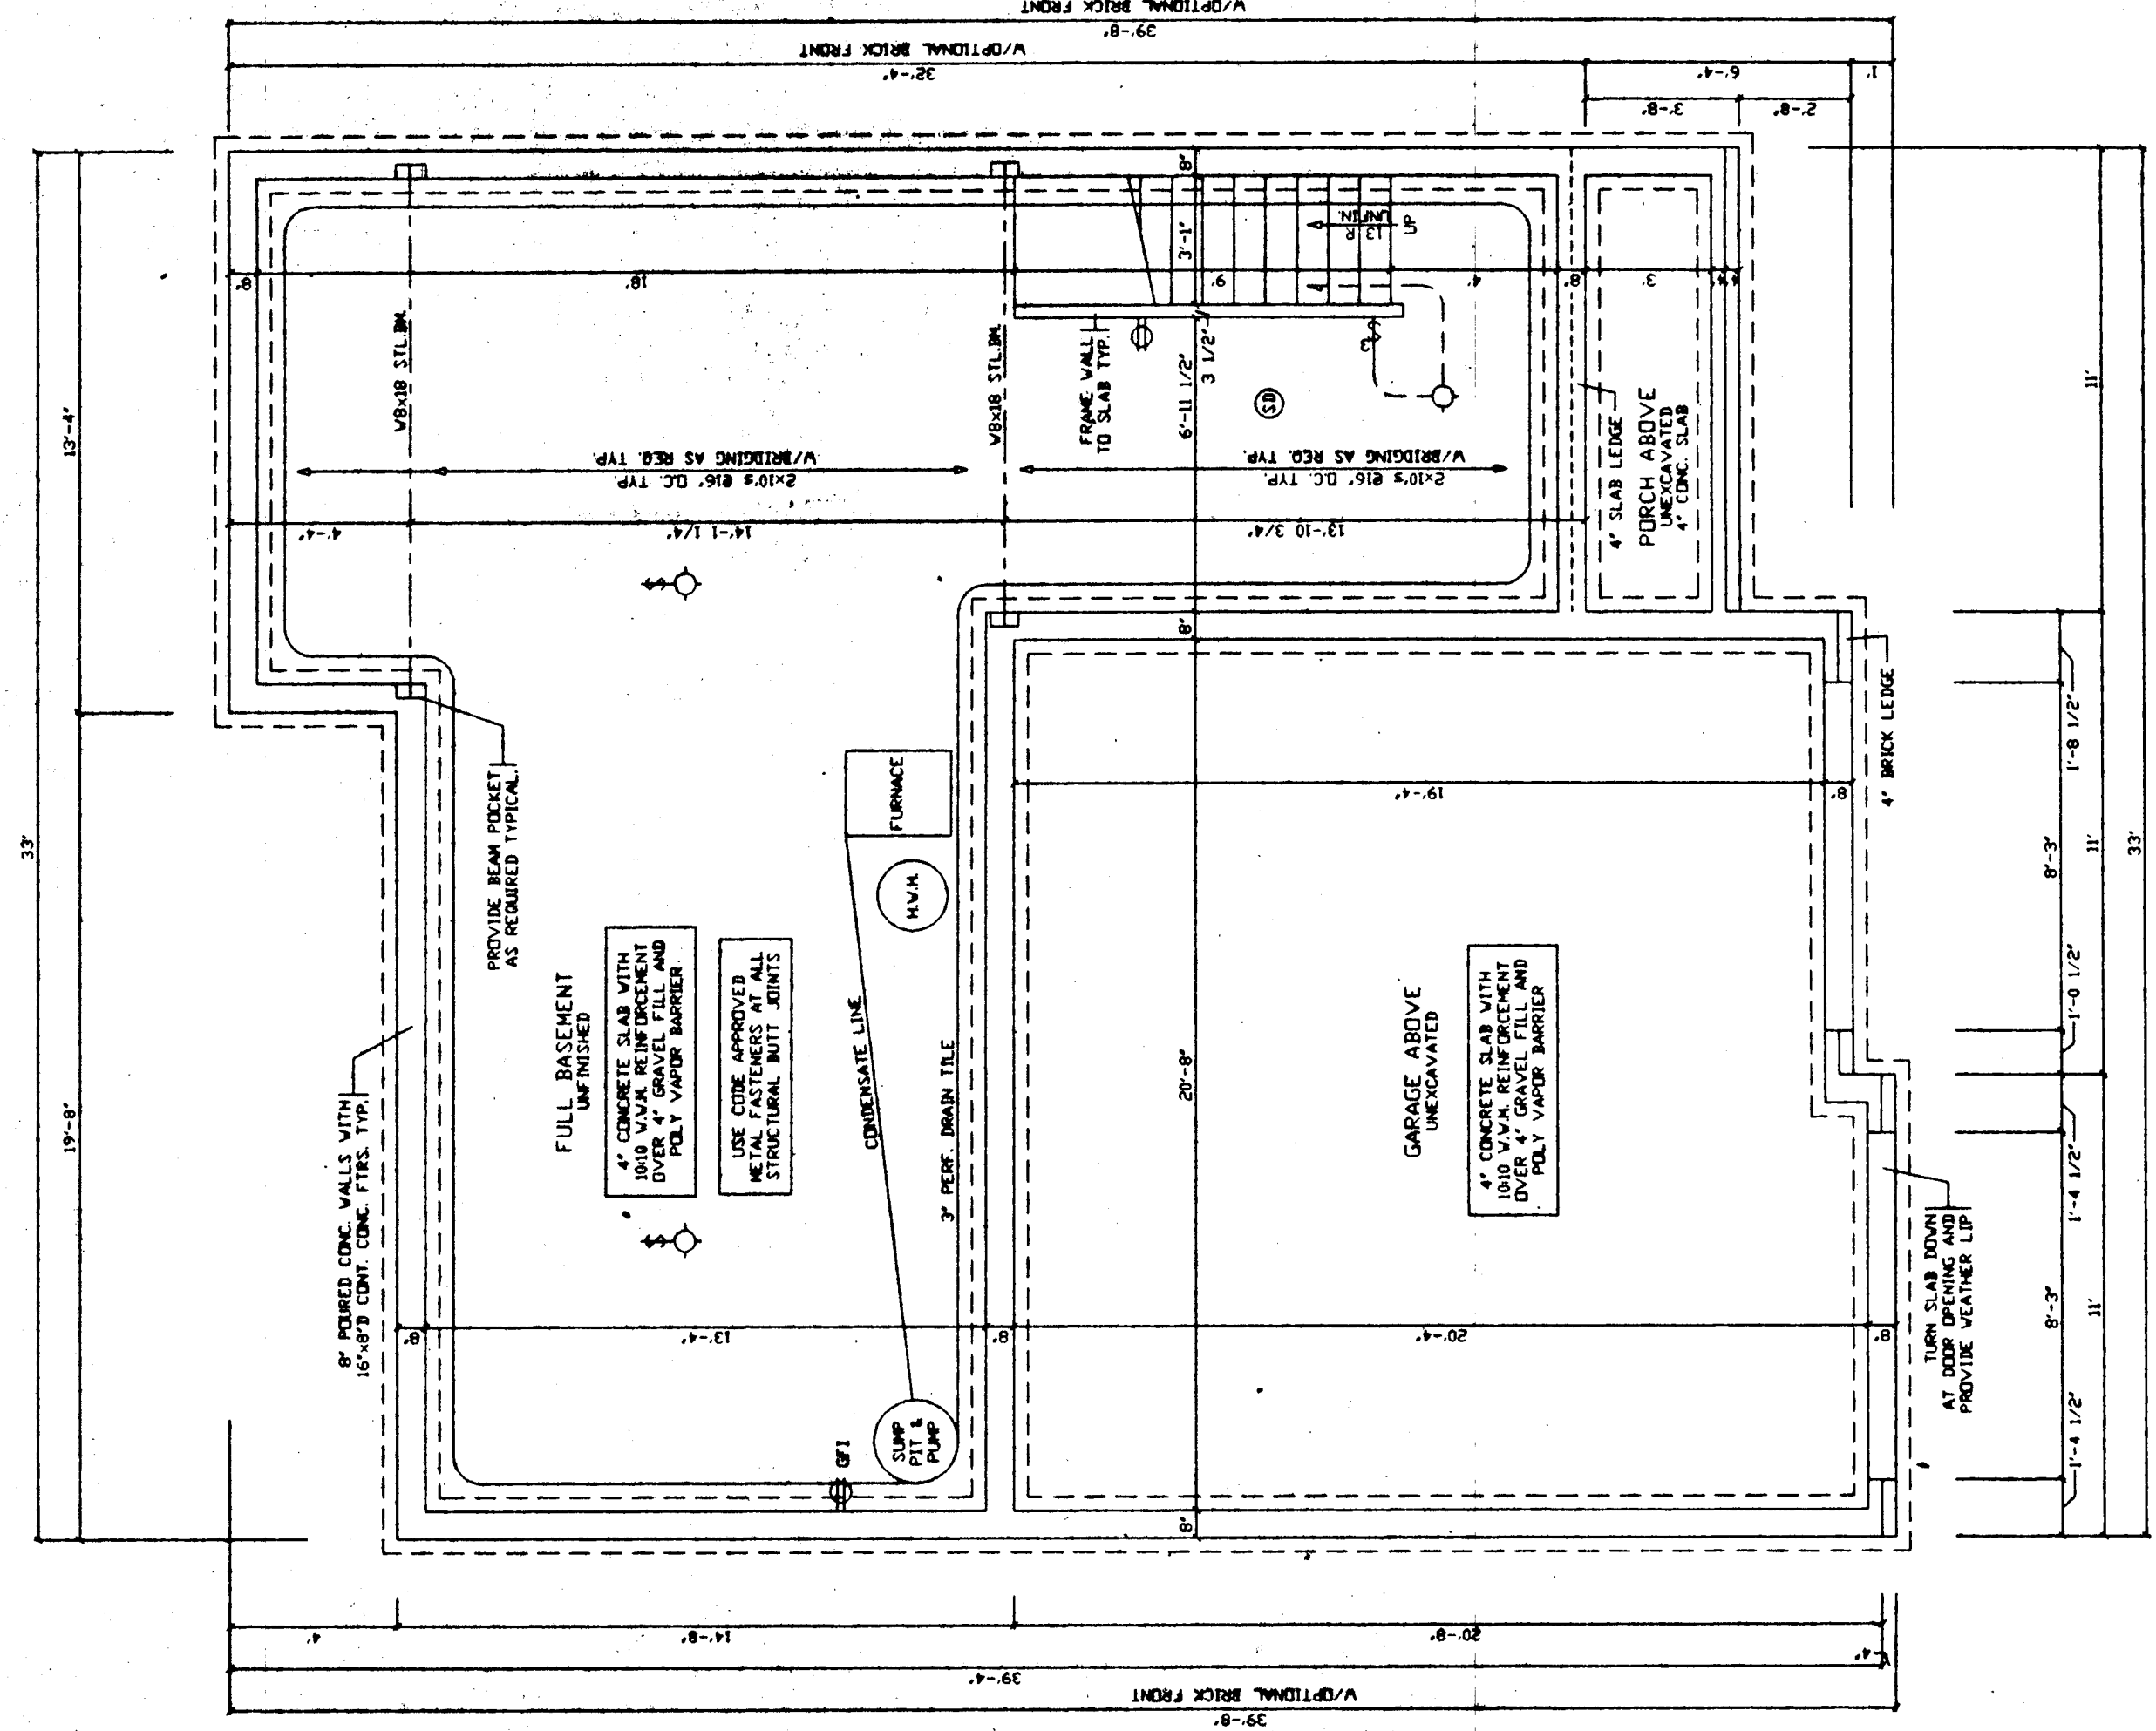 W/OPTIONAL BRICK FRONT
39'-8"
W/OPTIONAL BRICK FRONT
32'-4"
6'-4"
1'
3'-8"
2'-8"
33'
13'-4"
19'-8"
8"
18'
9'
4'
8"
3'
4"
4"
8"
3'-1"
UP
13 R
UNFIN.
W8x18 STL.BM.
W8x18 STL.BM.
FRAME WALL
TO SLAB TYP.
6'-11 1/2"
3 1/2"
SD
2x10's @16" O.C. TYP.
W/BRIDGING AS REQ. TYP.
2x10's @16" O.C. TYP.
W/BRIDGING AS REQ. TYP.
4'-4"
14'-1 1/4"
13'-10 3/4"
4" SLAB LEDGE
PORCH ABOVE
UNEXCAVATED
4" CONC. SLAB
8"
PROVIDE BEAM POCKET
AS REQUIRED TYPICAL.
FURNACE
H.W.H.
19'-4"
8"
4" BRICK LEDGE
FULL BASEMENT
UNFINISHED
4" CONCRETE SLAB WITH
10:10 W.W.M. REINFORCEMENT
OVER 4" GRAVEL FILL AND
POLY VAPOR BARRIER
USE CODE APPROVED
METAL FASTENERS AT ALL
STRUCTURAL BUTT JOINTS
CONDENSATE LINE
3" PERF. DRAIN TILE
20'-8"
GARAGE ABOVE
UNEXCAVATED
4" CONCRETE SLAB WITH
10:10 W.W.M. REINFORCEMENT
OVER 4" GRAVEL FILL AND
POLY VAPOR BARRIER
8" POURED CONC. WALLS WITH
16"x8"D CONT. CONC. FTRS. TYP.
8"
13'-4"
8"
20'-4"
8"
GFI
SUMP
PIT &
PUMP
8"
TURN SLAB DOWN
AT DOOR OPENING AND
PROVIDE WEATHER LIP
1'-8 1/2"
8'-3"
1'-0 1/2"
1'-4 1/2"
8'-3"
1'-4 1/2"
11'
11'
11'
33'
4'
14'-8"
20'-8"
39'-4"
4"
W/OPTIONAL BRICK FRONT
39'-8"